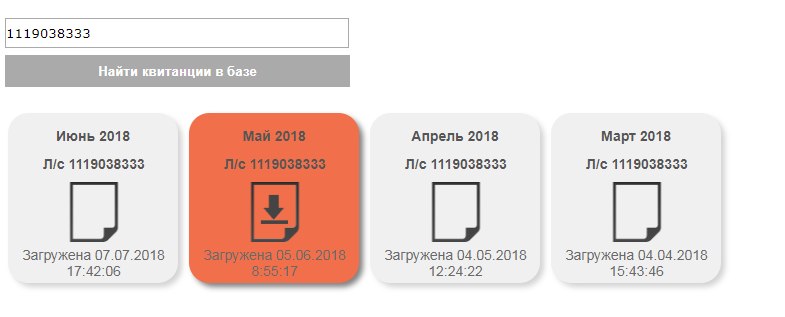 1119038333
Найти квитанции в базе
Июнь 2018
Л/с 1119038333
Загружена 07.07.2018
17:42:06
Май 2018
Л/с 1119038333
Загружена 05.06.2018
8:55:17
Апрель 2018
Л/с 1119038333
Загружена 04.05.2018
12:24:22
Март 2018
Л/с 1119038333
Загружена 04.04.2018
15:43:46